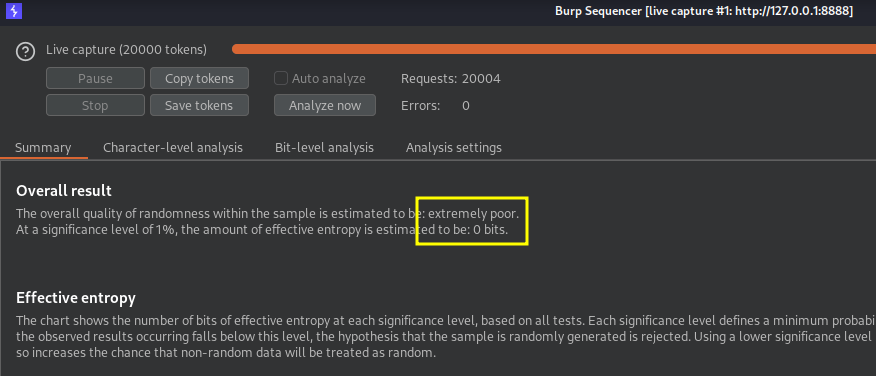 Burp Sequencer [live capture #1: http://127.0.0.1:8888]
Live capture (20000 tokens)
Pause Copy tokens Auto analyze Requests: 20004
Stop Save tokens Analyze now Errors: 0
Summary Character-level analysis Bit-level analysis Analysis settings
Overall result
The overall quality of randomness within the sample is estimated to be: extremely poor.
At a significance level of 1%, the amount of effective entropy is estimated to be: 0 bits.
Effective entropy
The chart shows the number of bits of effective entropy at each significance level, based on all tests. Each significance level defines a minimum probabi
the observed results occurring falls below this level, the hypothesis that the sample is randomly generated is rejected. Using a lower significance level
so increases the chance that non-random data will be treated as random.